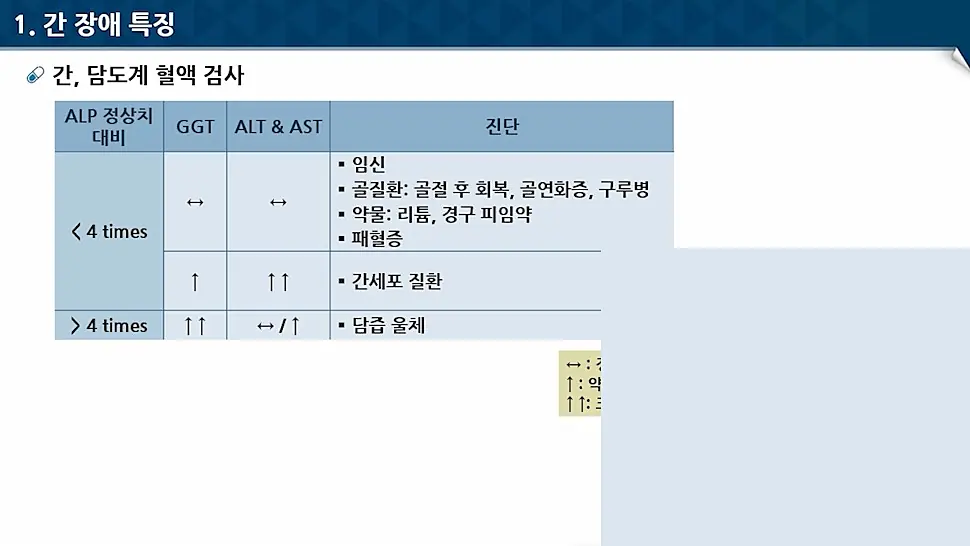 1. 간 장애 특징
간, 담도계 혈액 검사
ALP 정상치
대비
GGT
ALT & AST
진단
< 4 times
↔
↔
▪ 임신
▪ 골질환: 골절 후 회복, 골연화증, 구루병
▪ 약물: 리튬, 경구 피임약
▪ 패혈증
↑
↑↑
▪ 간세포 질환
> 4 times
↑↑
↔/↑
▪ 담즙 울체
↔ :
↑ : 약
↑↑: